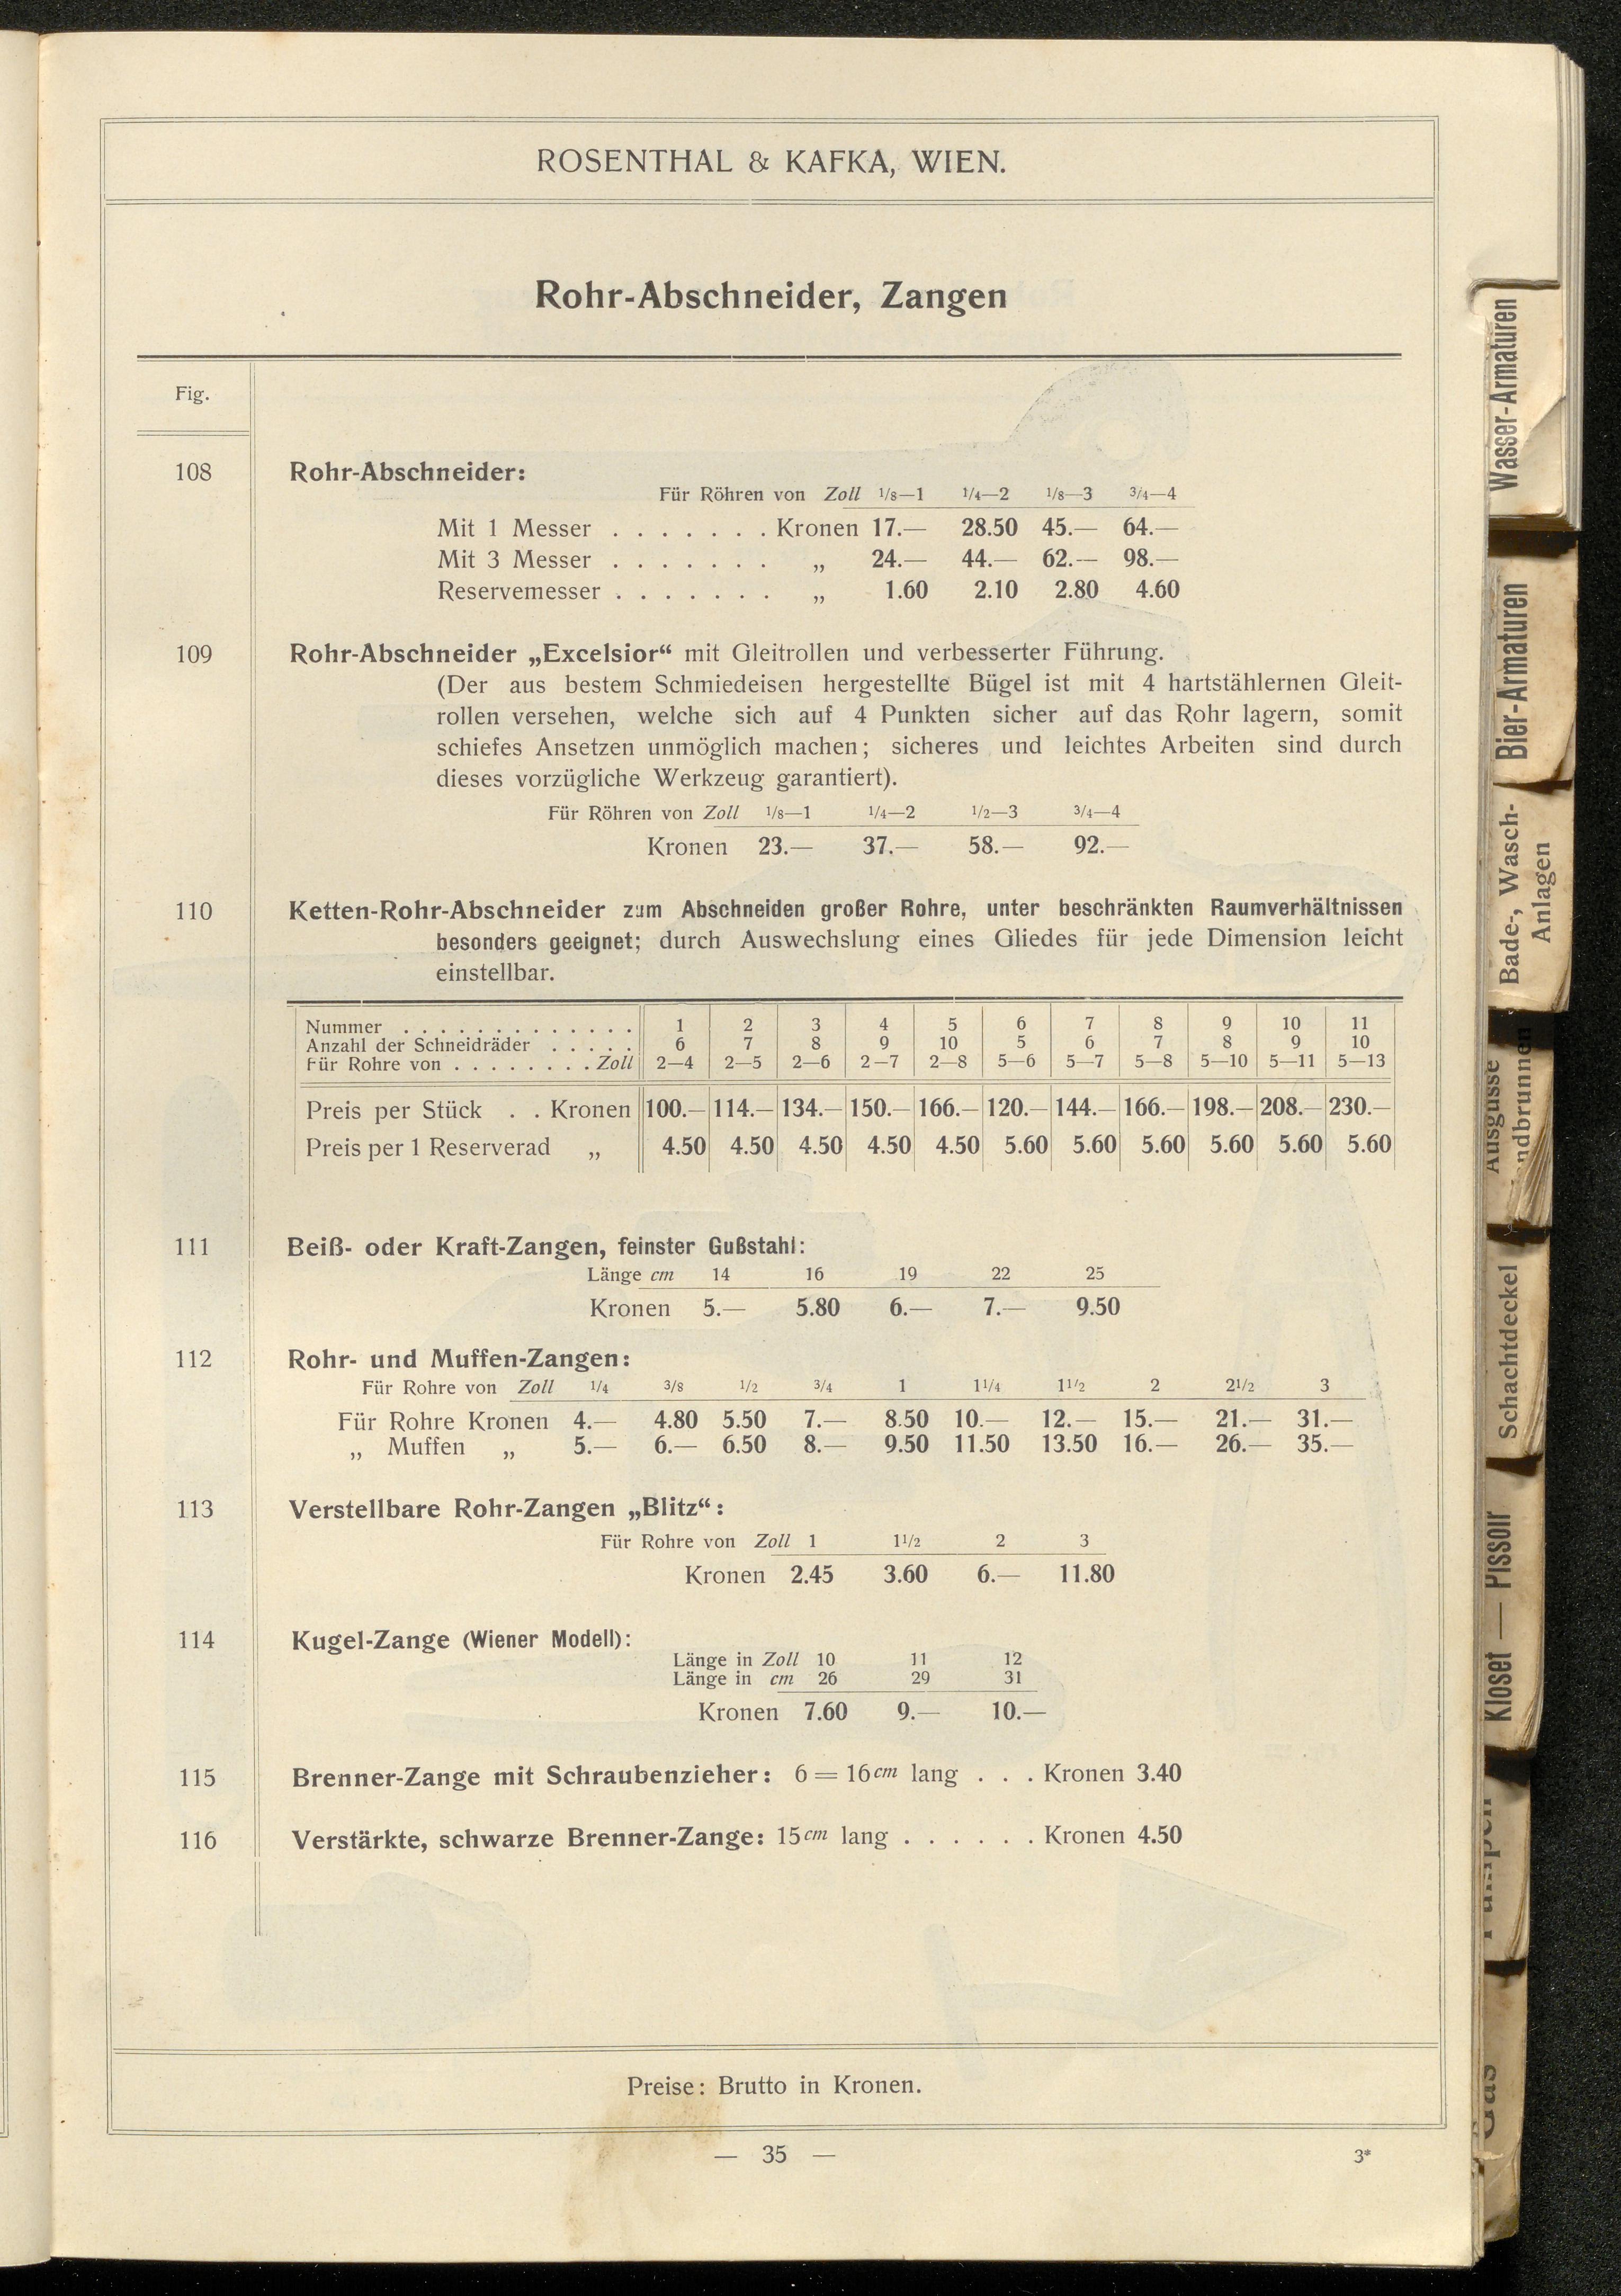 ROSENTHAL & KAFKA, WIEN.
Rohr-Abschneider, Zangen
Fig.
108 Rohr-Abschneider:
Für Röhren von Zoll 1/8—1 1/4—2 1/8—3 3/4—4
Mit 1 Messer . . . . . . . Kronen 17.— 28.50 45.— 64.—
Mit 3 Messer . . . . . . . „ 24.— 44.— 62.— 98.—
Reservemesser . . . . . . . „ 1.60 2.10 2.80 4.60
109 Rohr-Abschneider „Excelsior“ mit Gleitrollen und verbesserter Führung.
(Der aus bestem Schmiedeisen hergestellte Bügel ist mit 4 hartstählernen Gleit-
rollen versehen, welche sich auf 4 Punkten sicher auf das Rohr lagern, somit
schiefes Ansetzen unmöglich machen; sicheres und leichtes Arbeiten sind durch
dieses vorzügliche Werkzeug garantiert).
Für Röhren von Zoll 1/8—1 1/4—2 1/2—3 3/4—4
Kronen 23.— 37.— 58.— 92.—
110 Ketten-Rohr-Abschneider zum Abschneiden großer Rohre, unter beschränkten Raumverhältnissen
besonders geeignet; durch Auswechslung eines Gliedes für jede Dimension leicht
einstellbar.
Nummer . . . . . . . . . . . . . 1 2 3 4 5 6 7 8 9 10 11
Anzahl der Schneidräder . . . . . 6 7 8 9 10 5 6 7 8 9 10
Für Rohre von . . . . . . . . Zoll 2—4 2—5 2—6 2—7 2—8 5—6 5—7 5—8 5—10 5—11 5—13
Preis per Stück . . Kronen 100.— 114.— 134.— 150.— 166.— 120.— 144.— 166.— 198.— 208.— 230.—
Preis per 1 Reserverad „ 4.50 4.50 4.50 4.50 4.50 5.60 5.60 5.60 5.60 5.60 5.60
111 Beiß- oder Kraft-Zangen, feinster Gußstahl:
Länge cm 14 16 19 22 25
Kronen 5.— 5.80 6.— 7.— 9.50
112 Rohr- und Muffen-Zangen:
Für Rohre von Zoll 1/4 3/8 1/2 3/4 1 1 1/4 1 1/2 2 2 1/2 3
Für Rohre Kronen 4.— 4.80 5.50 7.— 8.50 10.— 12.— 15.— 21.— 31.—
„ Muffen „ 5.— 6.— 6.50 8.— 9.50 11.50 13.50 16.— 26.— 35.—
113 Verstellbare Rohr-Zangen „Blitz“:
Für Rohre von Zoll 1 1 1/2 2 3
Kronen 2.45 3.60 6.— 11.80
114 Kugel-Zange (Wiener Modell):
Länge in Zoll 10 11 12
Länge in cm 26 29 31
Kronen 7.60 9.— 10.—
115 Brenner-Zange mit Schraubenzieher: 6 = 16 cm lang . . . Kronen 3.40
116 Verstärkte, schwarze Brenner-Zange: 15 cm lang . . . . . . Kronen 4.50
Preise: Brutto in Kronen.
— 35 —
3*
Wasser-Armaturen
Bier-Armaturen
Bade-, Wasch-
Anlagen
Ausgüsse
Schachtdeckel
Kloset — Pissoir
Gas